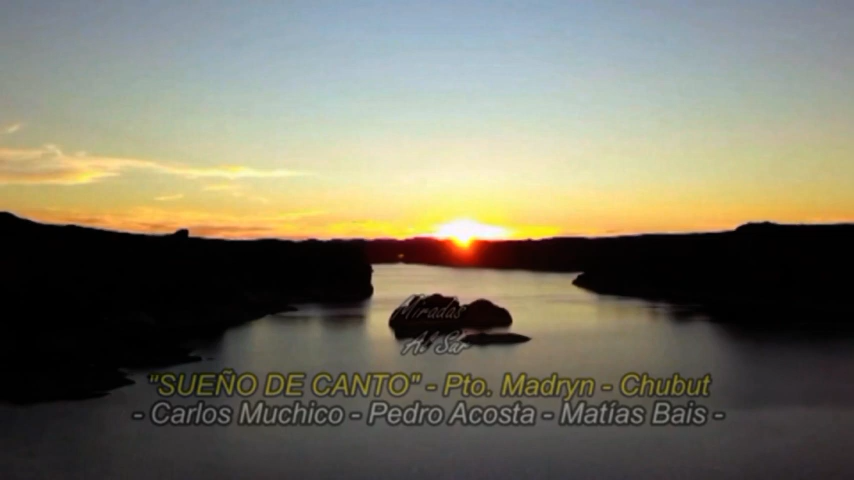 Miradas
Al Sur
"SUEÑO DE CANTO" - Pto. Madryn - Chubut
- Carlos Muchico - Pedro Acosta - Matías Bais -